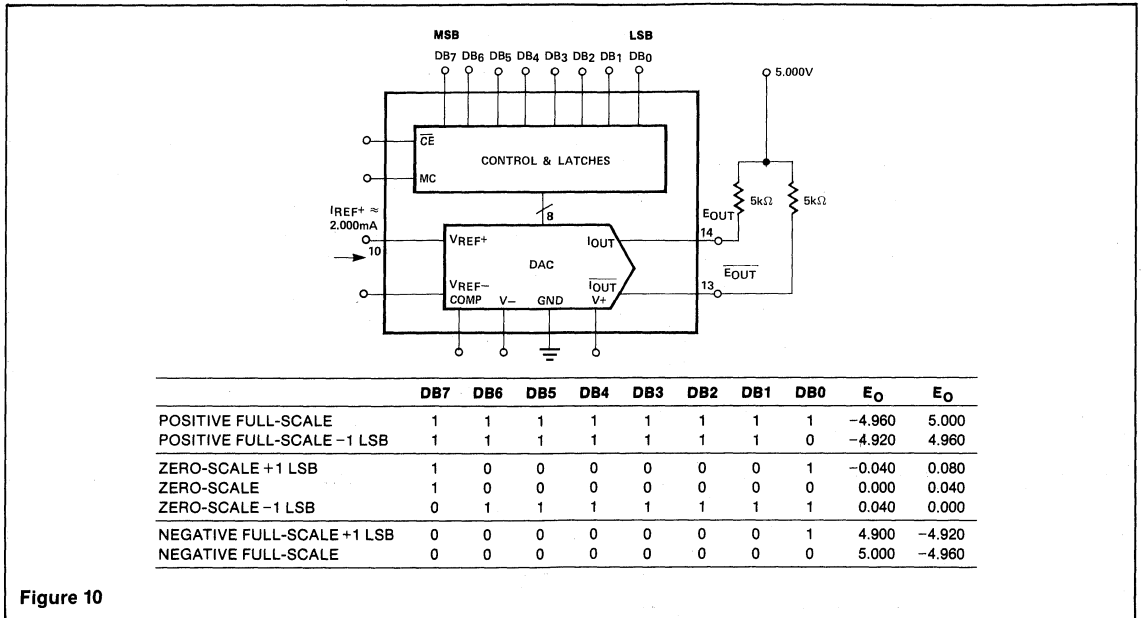 MSB LSB
DB7 DB6 DB5 DB4 DB3 DB2 DB1 DB0
5.000V
CE
CONTROL & LATCHES
MC
8
5kΩ 5kΩ
IREF+ ≈
2.000mA
10
VREF+
IOUT
EOUT
14
DAC
EOUT
VREF−
IOUT
13
COMP V− GND V+
DB7 DB6 DB5 DB4 DB3 DB2 DB1 DB0 EO EO
POSITIVE FULL-SCALE 1 1 1 1 1 1 1 1 −4.960 5.000
POSITIVE FULL-SCALE −1 LSB 1 1 1 1 1 1 1 0 −4.920 4.960
ZERO-SCALE +1 LSB 1 0 0 0 0 0 0 1 −0.040 0.080
ZERO-SCALE 1 0 0 0 0 0 0 0 0.000 0.040
ZERO-SCALE −1 LSB 0 1 1 1 1 1 1 1 0.040 0.000
NEGATIVE FULL-SCALE +1 LSB 0 0 0 0 0 0 0 1 4.900 −4.920
NEGATIVE FULL-SCALE 0 0 0 0 0 0 0 0 5.000 −4.960
Figure 10